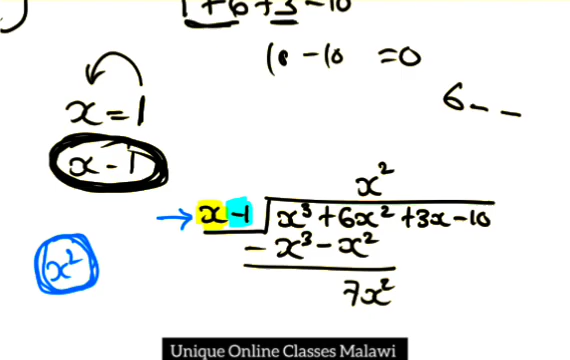 1+6+3-10
10-10 =0
6--
x=1
x-1
x²
→ x-1 x³+6x²+3x-10
- x³-x²
7x²
x²
Unique Online Classes Malawi